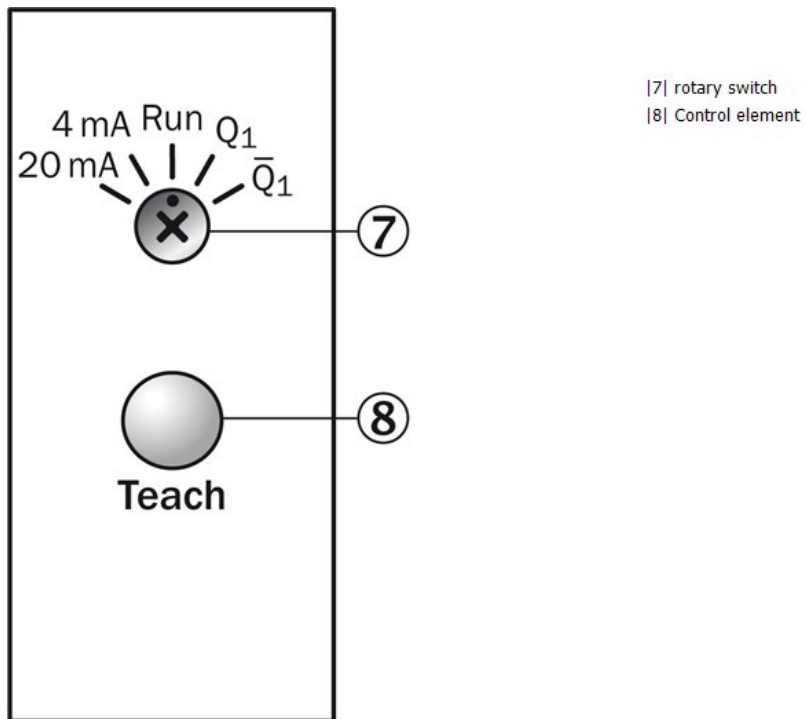 4 mA Run Q₁
20 mA Q̄₁
7
8
Teach
|7| rotary switch
|8| Control element